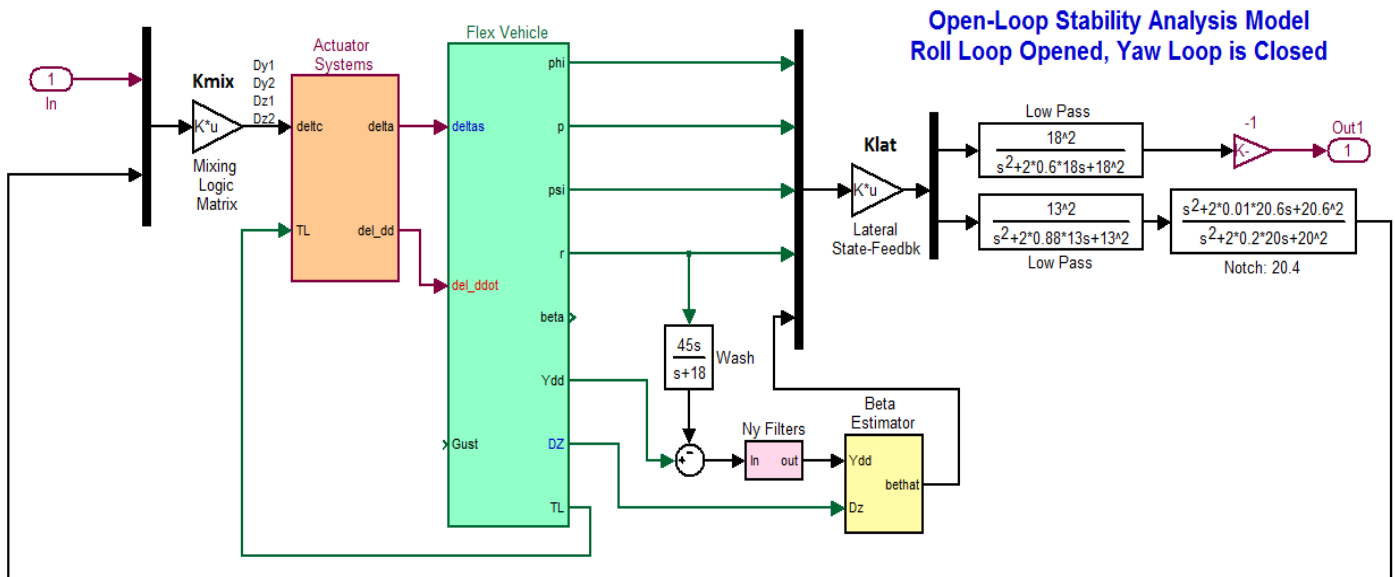 Open-Loop Stability Analysis Model
Roll Loop Opened, Yaw Loop is Closed
1
In
Kmix
K*u
Mixing
Logic
Matrix
Dy1
Dy2
Dz1
Dz2
Actuator
Systems
deltc
delta
TL
del_dd
Flex Vehicle
deltas
del_ddot
Gust
phi
p
psi
r
beta
Ydd
DZ
TL
45s
s+18
Wash
Ny Filters
In
out
Beta
Estimator
Ydd
bethat
Dz
Klat
K*u
Lateral
State-Feedbk
Low Pass
18^2
s2+2*0.6*18s+18^2
13^2
s2+2*0.88*13s+13^2
Low Pass
-1
K-
Out1
1
s2+2*0.01*20.6s+20.6^2
s2+2*0.2*20s+20^2
Notch: 20.4